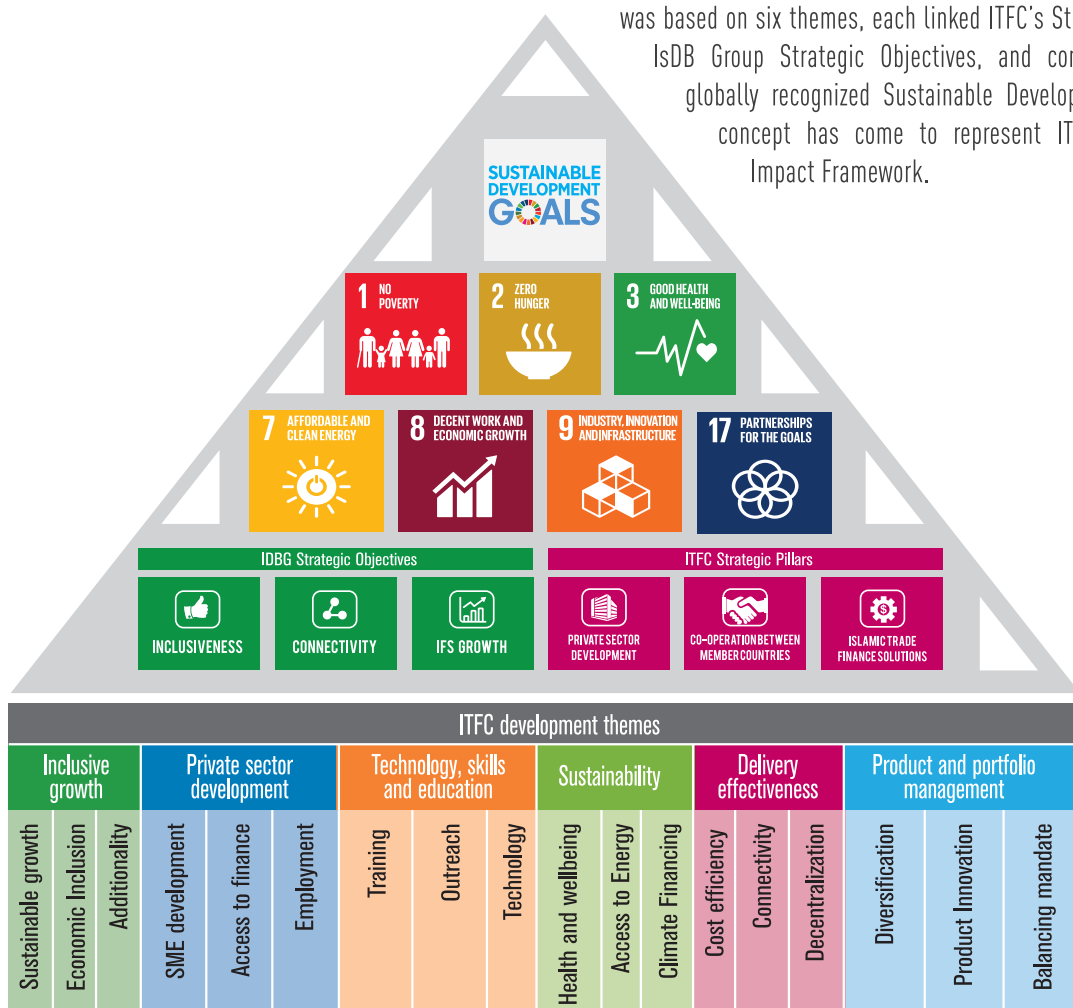 was based on six themes, each linked ITFC's St
IsDB Group Strategic Objectives, and con
globally recognized Sustainable Develop
concept has come to represent IT
Impact Framework.
SUSTAINABLE
DEVELOPMENT
GOALS
1 NO
POVERTY
2 ZERO
HUNGER
3 GOOD HEALTH
AND WELL-BEING
7 AFFORDABLE AND
CLEAN ENERGY
8 DECENT WORK AND
ECONOMIC GROWTH
9 INDUSTRY, INNOVATION
AND INFRASTRUCTURE
17 PARTNERSHIPS
FOR THE GOALS
IDBG Strategic Objectives
ITFC Strategic Pillars
INCLUSIVENESS
CONNECTIVITY
IFS GROWTH
PRIVATE SECTOR
DEVELOPMENT
CO-OPERATION BETWEEN
MEMBER COUNTRIES
$
ISLAMIC TRADE
FINANCE SOLUTIONS
ITFC development themes
Inclusive
growth
Private sector
development
Technology, skills
and education
Sustainability
Delivery
effectiveness
Product and portfolio
management
Sustainable growth
Economic Inclusion
Additionality
SME development
Access to finance
Employment
Training
Outreach
Technology
Health and wellbeing
Access to Energy
Climate Financing
Cost efficiency
Connectivity
Decentralization
Diversification
Product Innovation
Balancing mandate